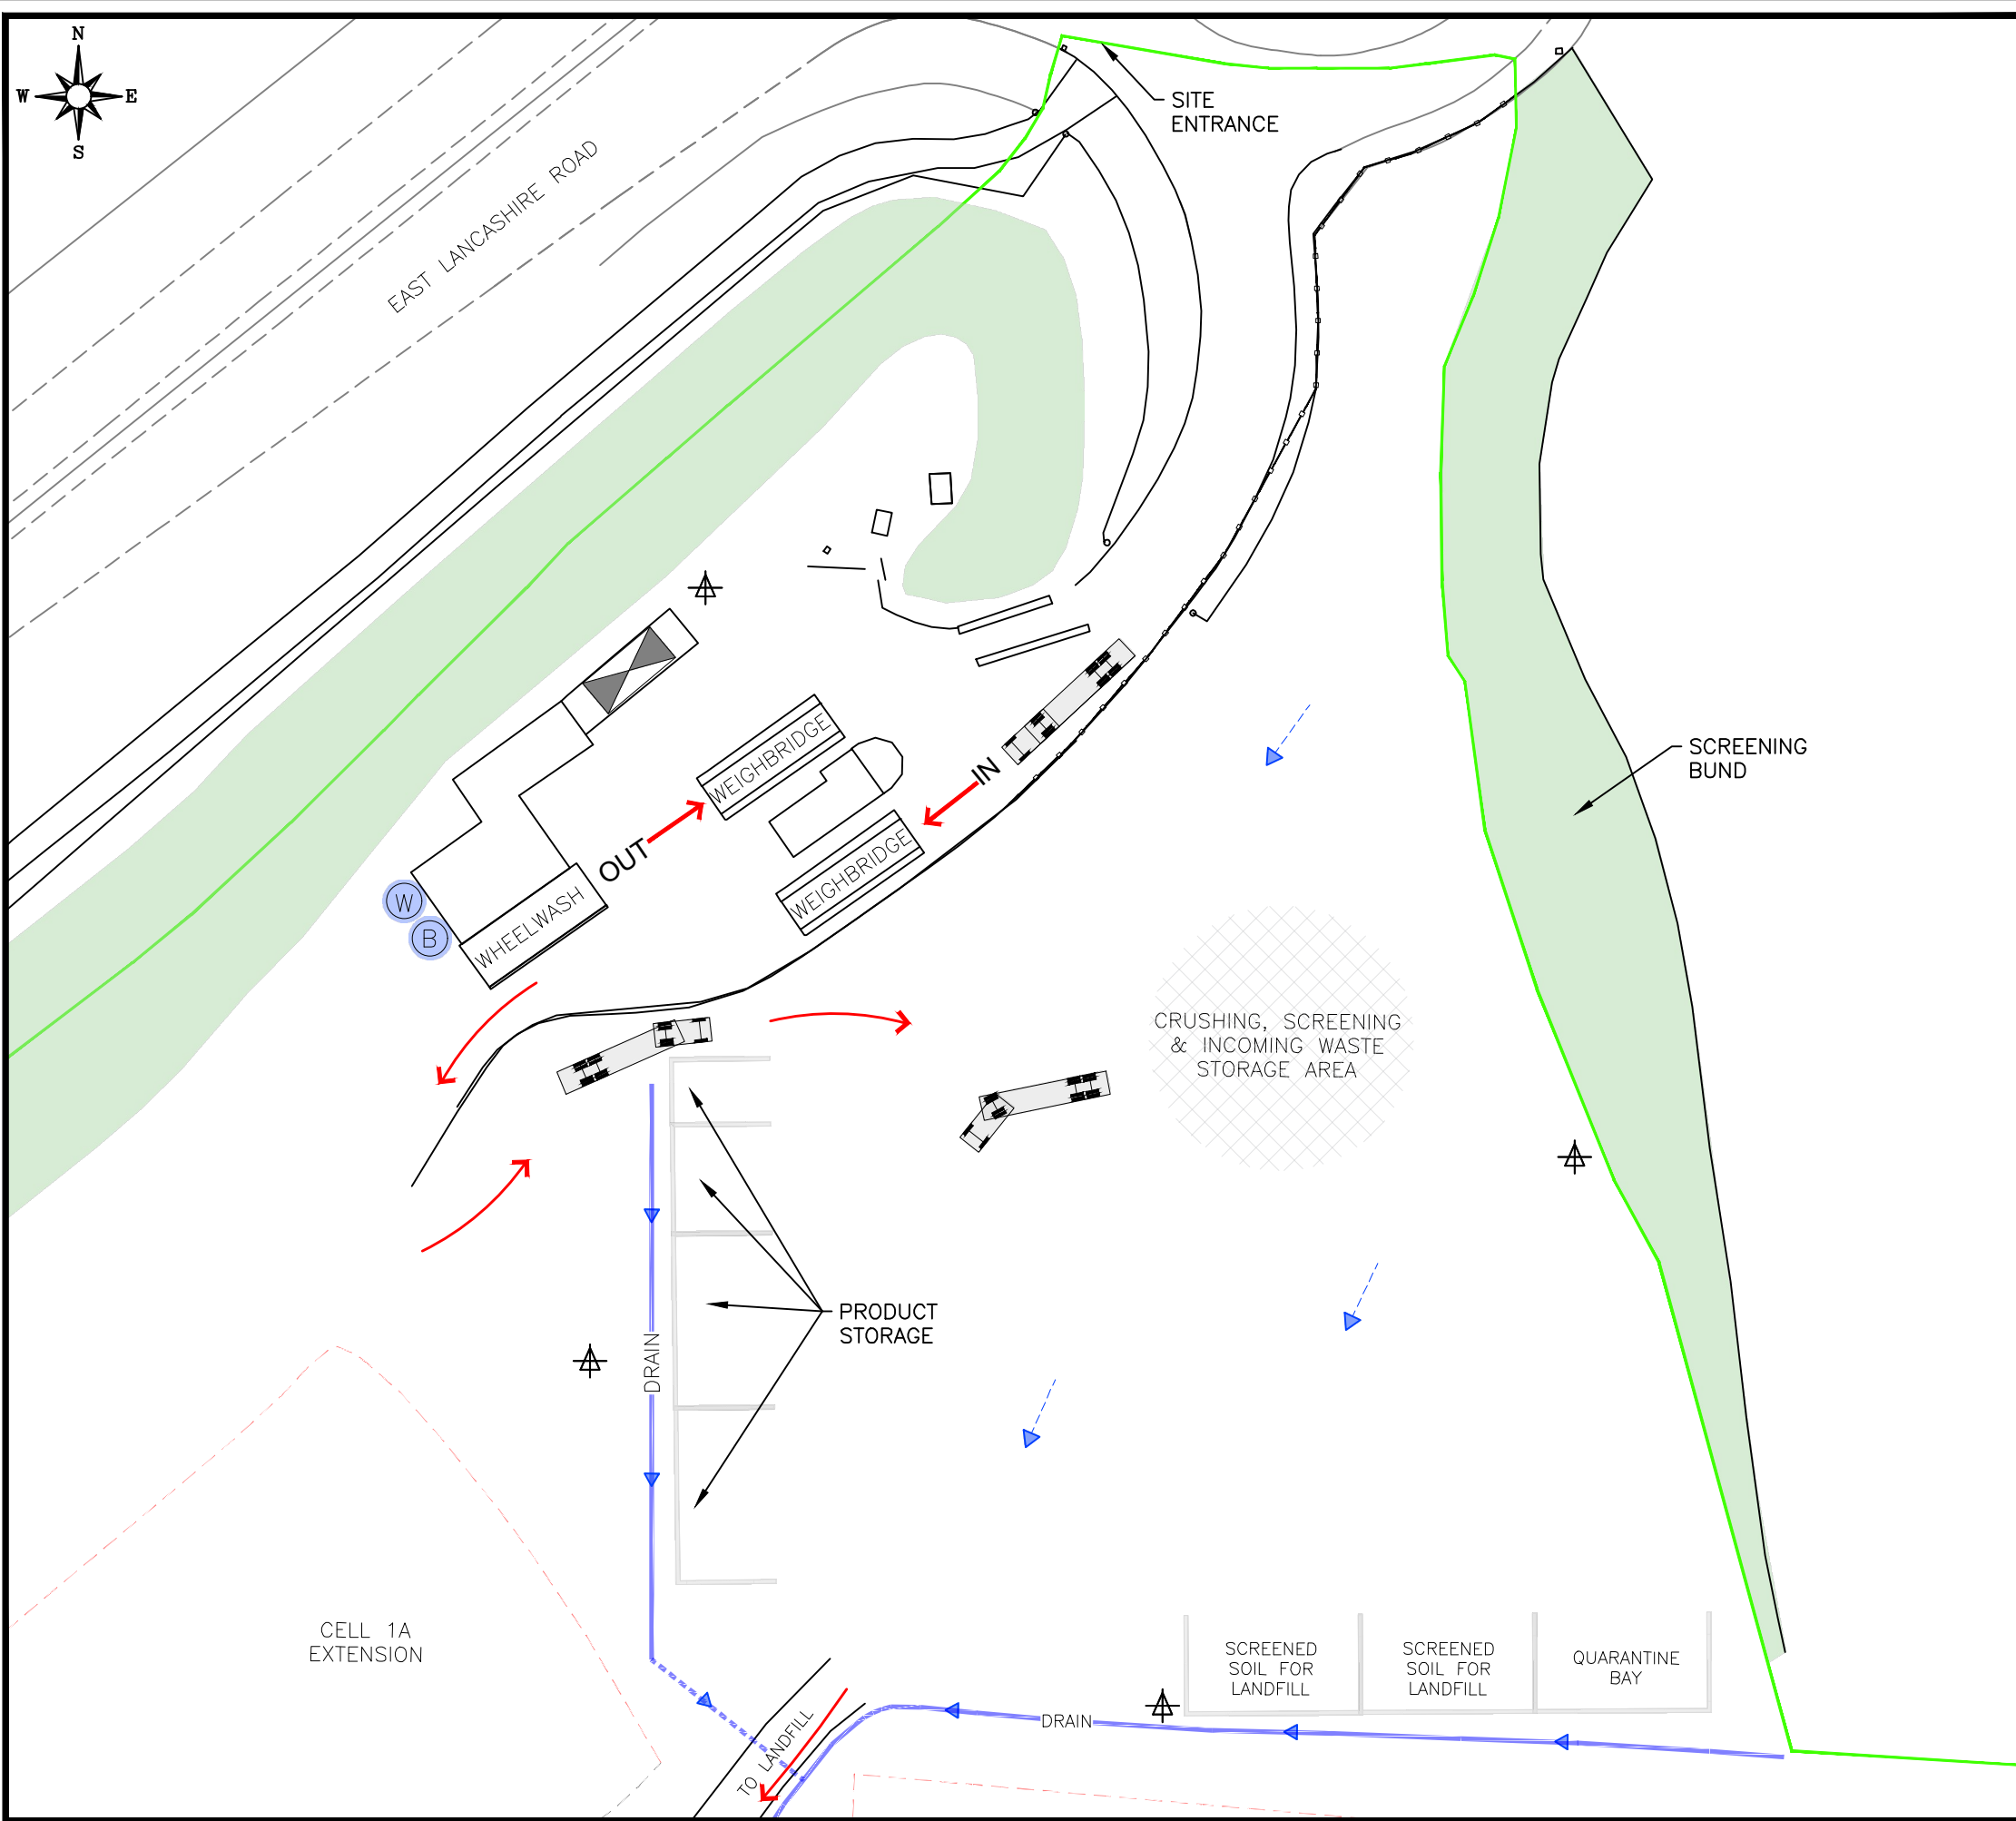 N
W
E
S
SITE
ENTRANCE
EAST LANCASHIRE ROAD
WEIGHBRIDGE
SCREENING
BUND
IN
OUT
WEIGHBRIDGE
W
B
WHEELWASH
CRUSHING, SCREENING
& INCOMING WASTE
STORAGE AREA
PRODUCT
STORAGE
DRAIN
CELL 1A
EXTENSION
SCREENED
SOIL FOR
LANDFILL
SCREENED
SOIL FOR
LANDFILL
QUARANTINE
BAY
DRAIN
TO LANDFILL